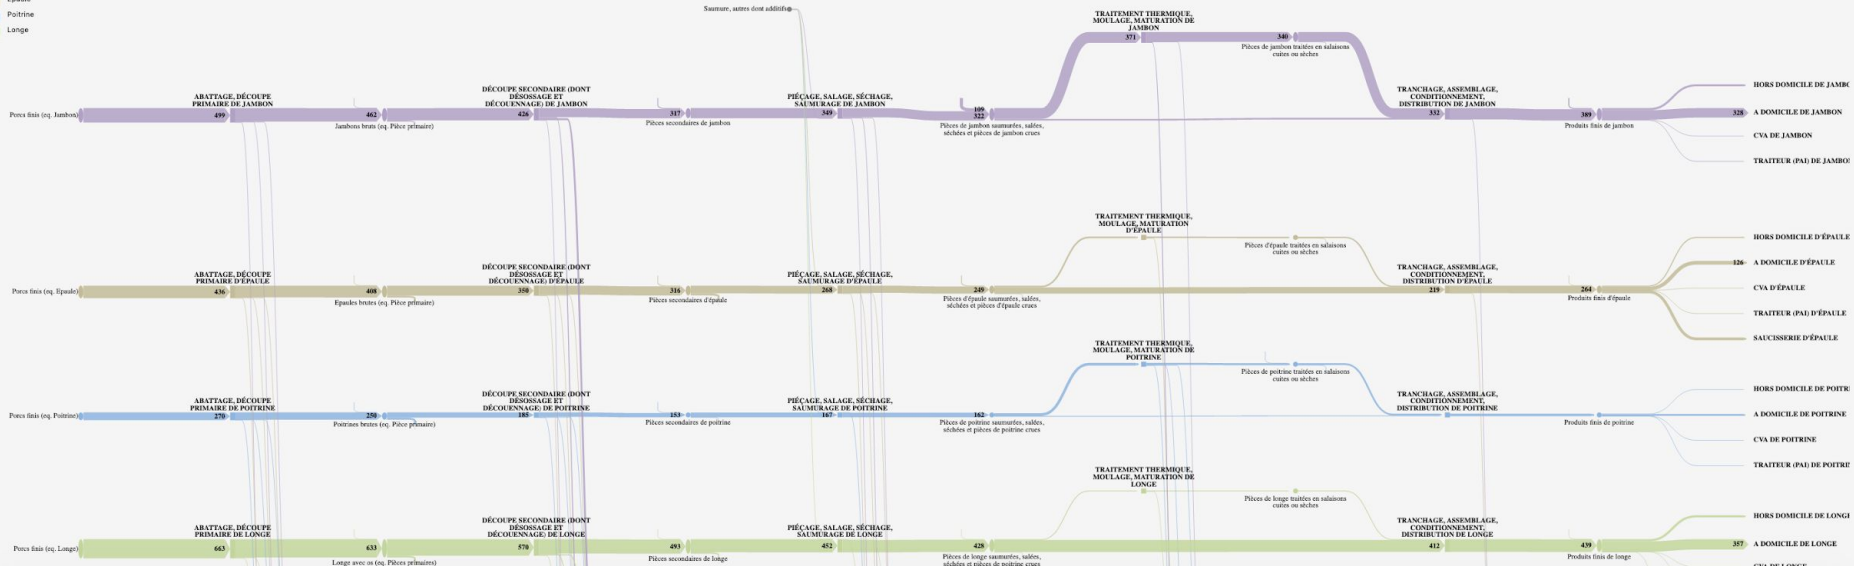 Epaule
Poitrine
Longe
Saumure, autres dont additifs
TRAITEMENT THERMIQUE,
MOULAGE, MATURATION DE
JAMBON
371
340
Pièces de jambon traitées en salaisons
cuites ou sèches
Porcs finis (eq. Jambon)
ABATTAGE, DÉCOUPE
PRIMAIRE DE JAMBON
499
462
Jambons bruts (eq. Pièce primaire)
DÉCOUPE SECONDAIRE (DONT
DÉSOSSAGE ET
DÉCOUENNAGE) DE JAMBON
426
317
Pièces secondaires de jambon
PIÉÇAGE, SALAGE, SÉCHAGE,
SAUMURAGE DE JAMBON
349
109
322
Pièces de jambon saumurées, salées,
séchées et pièces de jambon crues
TRANCHAGE, ASSEMBLAGE,
CONDITIONNEMENT,
DISTRIBUTION DE JAMBON
332
389
Produits finis de jambon
HORS DOMICILE DE JAMBO
328
A DOMICILE DE JAMBON
CVA DE JAMBON
TRAITEUR (PAI) DE JAMBO
TRAITEMENT THERMIQUE,
MOULAGE, MATURATION
D'ÉPAULE
Pièces d'épaule traitées en salaisons
cuites ou sèches
Porcs finis (eq. Epaule)
ABATTAGE, DÉCOUPE
PRIMAIRE D'ÉPAULE
436
408
Epaules brutes (eq. Pièce primaire)
DÉCOUPE SECONDAIRE (DONT
DÉSOSSAGE ET
DÉCOUENNAGE) D'ÉPAULE
350
316
Pièces secondaires d'épaule
PIÉÇAGE, SALAGE, SÉCHAGE,
SAUMURAGE D'ÉPAULE
268
249
Pièces d'épaule saumurées, salées,
séchées et pièces d'épaule crues
TRANCHAGE, ASSEMBLAGE,
CONDITIONNEMENT,
DISTRIBUTION D'ÉPAULE
219
264
Produits finis d'épaule
HORS DOMICILE D'ÉPAULE
126
A DOMICILE D'ÉPAULE
CVA D'ÉPAULE
TRAITEUR (PAI) D'ÉPAULE
SAUCISSERIE D'ÉPAULE
TRAITEMENT THERMIQUE,
MOULAGE, MATURATION DE
POITRINE
Pièces de poitrine traitées en salaisons
cuites ou sèches
Porcs finis (eq. Poitrine)
ABATTAGE, DÉCOUPE
PRIMAIRE DE POITRINE
270
250
Poitrines brutes (eq. Pièce primaire)
DÉCOUPE SECONDAIRE (DONT
DÉSOSSAGE ET
DÉCOUENNAGE) DE POITRINE
185
153
Pièces secondaires de poitrine
PIÉÇAGE, SALAGE, SÉCHAGE,
SAUMURAGE DE POITRINE
167
162
Pièces de poitrine saumurées, salées,
séchées et pièces de poitrine crues
TRANCHAGE, ASSEMBLAGE,
CONDITIONNEMENT,
DISTRIBUTION DE POITRINE
Produits finis de poitrine
HORS DOMICILE DE POITR
A DOMICILE DE POITRINE
CVA DE POITRINE
TRAITEUR (PAI) DE POITRI
TRAITEMENT THERMIQUE,
MOULAGE, MATURATION DE
LONGE
Pièces de longe traitées en salaisons
cuites ou sèches
Porcs finis (eq. Longe)
ABATTAGE, DÉCOUPE
PRIMAIRE DE LONGE
663
633
Longe avec os (eq. Pièces primaires)
DÉCOUPE SECONDAIRE (DONT
DÉSOSSAGE ET
DÉCOUENNAGE) DE LONGE
570
493
Pièces secondaires de longe
PIÉÇAGE, SALAGE, SÉCHAGE,
SAUMURAGE DE LONGE
452
428
Pièces de longe saumurées, salées,
séchées et pièces de poitrine crues
TRANCHAGE, ASSEMBLAGE,
CONDITIONNEMENT,
DISTRIBUTION DE LONGE
412
439
Produits finis de longe
HORS DOMICILE DE LONGE
357
A DOMICILE DE LONGE
CVA DE LONGE